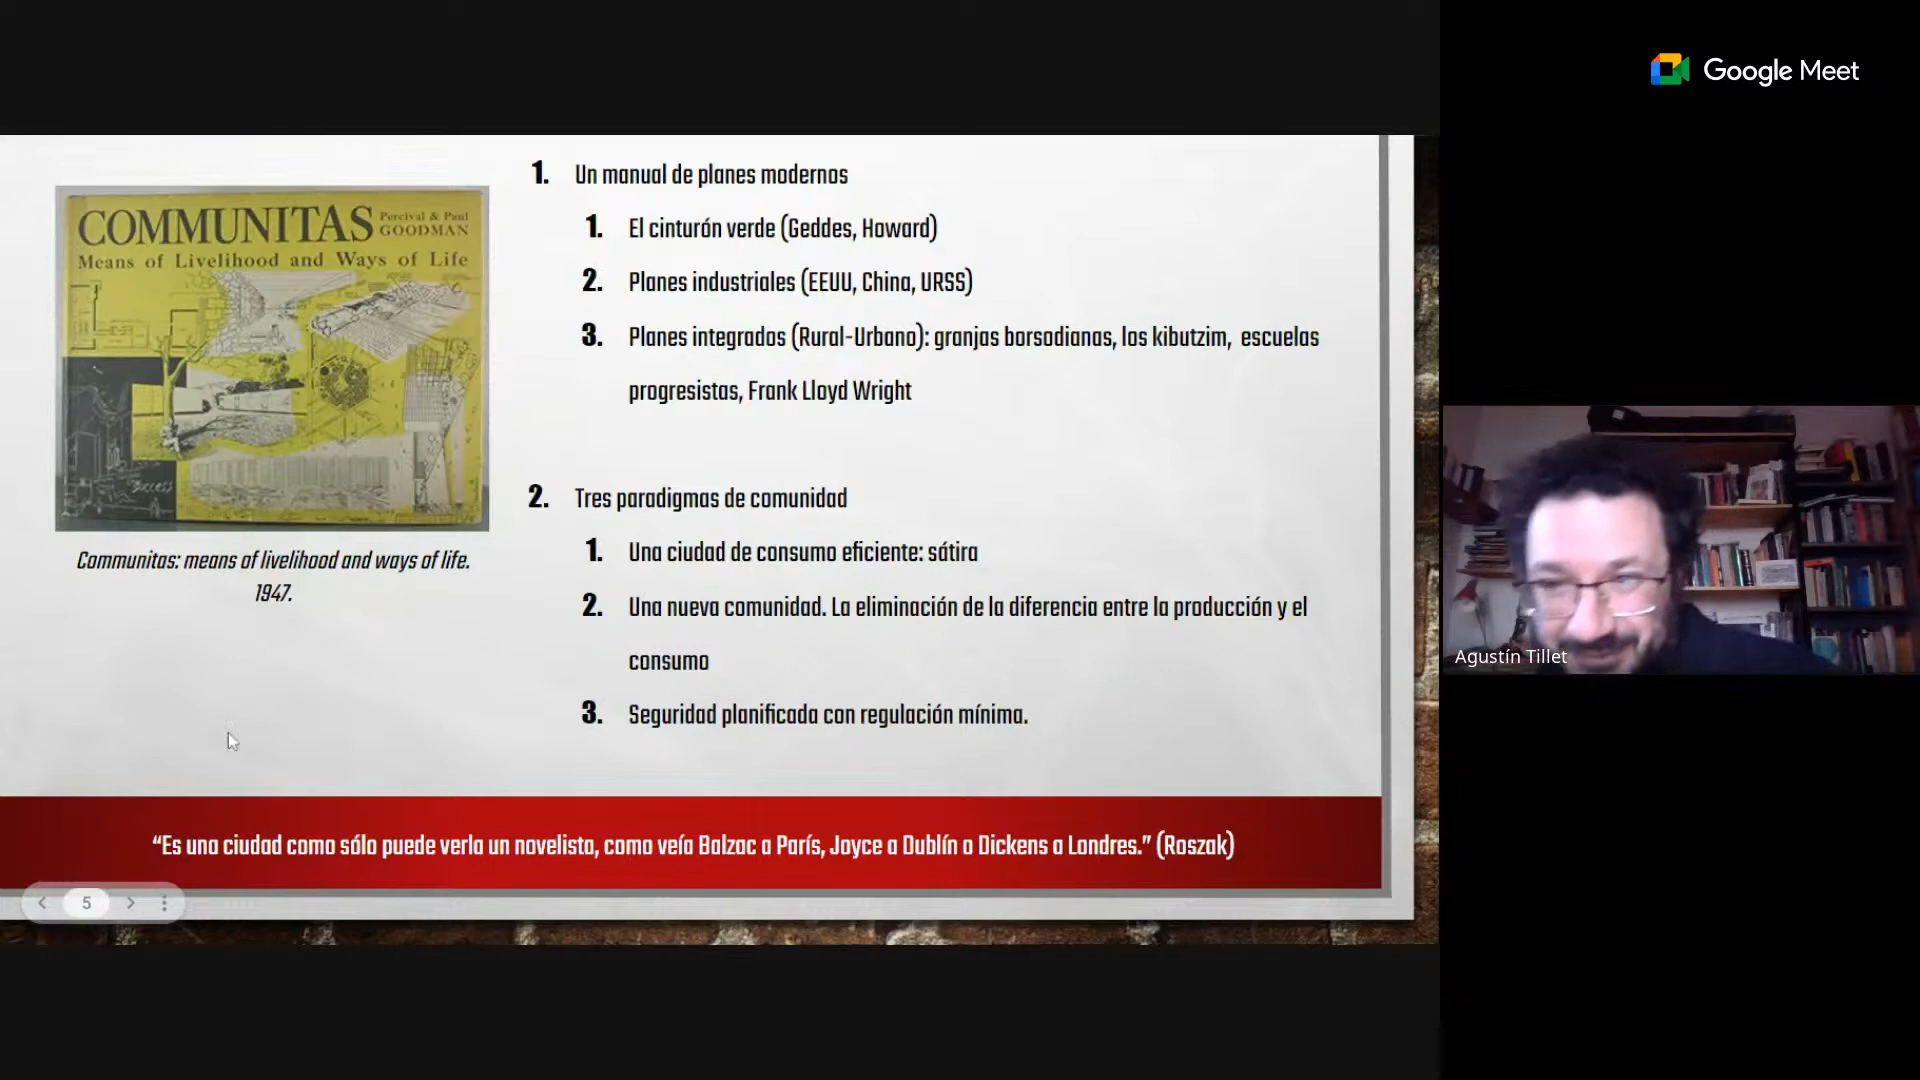 Google Meet
COMMUNITAS
Percival & Paul
GOODMAN
Means of Livelihood and Ways of Life
success
Communitas: means of livelihood and ways of life.
1947.
1. Un manual de planes modernos
1. El cinturón verde (Geddes, Howard)
2. Planes industriales (EEUU, China, URSS)
3. Planes integrados (Rural-Urbano): granjas borsodianas, los kibutzim, escuelas
progresistas, Frank Lloyd Wright
2. Tres paradigmas de comunidad
1. Una ciudad de consumo eficiente: sátira
2. Una nueva comunidad. La eliminación de la diferencia entre la producción y el
consumo
3. Seguridad planificada con regulación mínima.
“Es una ciudad como sólo puede verla un novelista, como veía Balzac a París, Joyce a Dublín o Dickens a Londres.” (Roszak)
5
Agustín Tillet